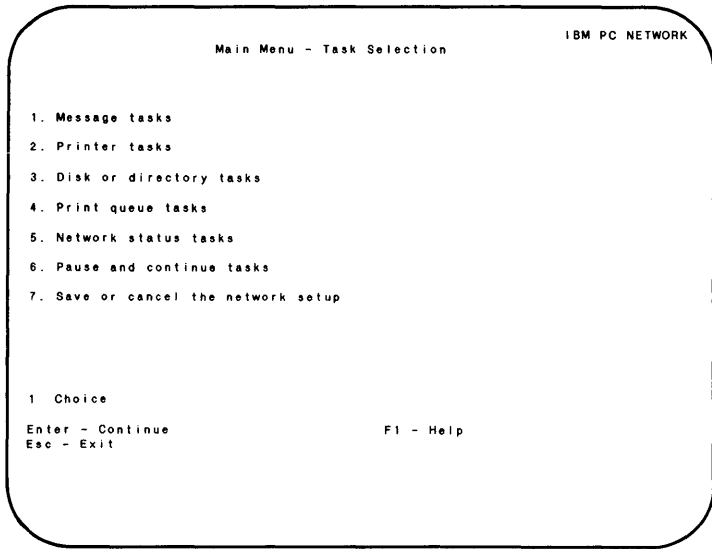 IBM PC NETWORK
Main Menu - Task Selection
1. Message tasks
2. Printer tasks
3. Disk or directory tasks
4. Print queue tasks
5. Network status tasks
6. Pause and continue tasks
7. Save or cancel the network setup
1 Choice
Enter - Continue F1 - Help
Esc - Exit